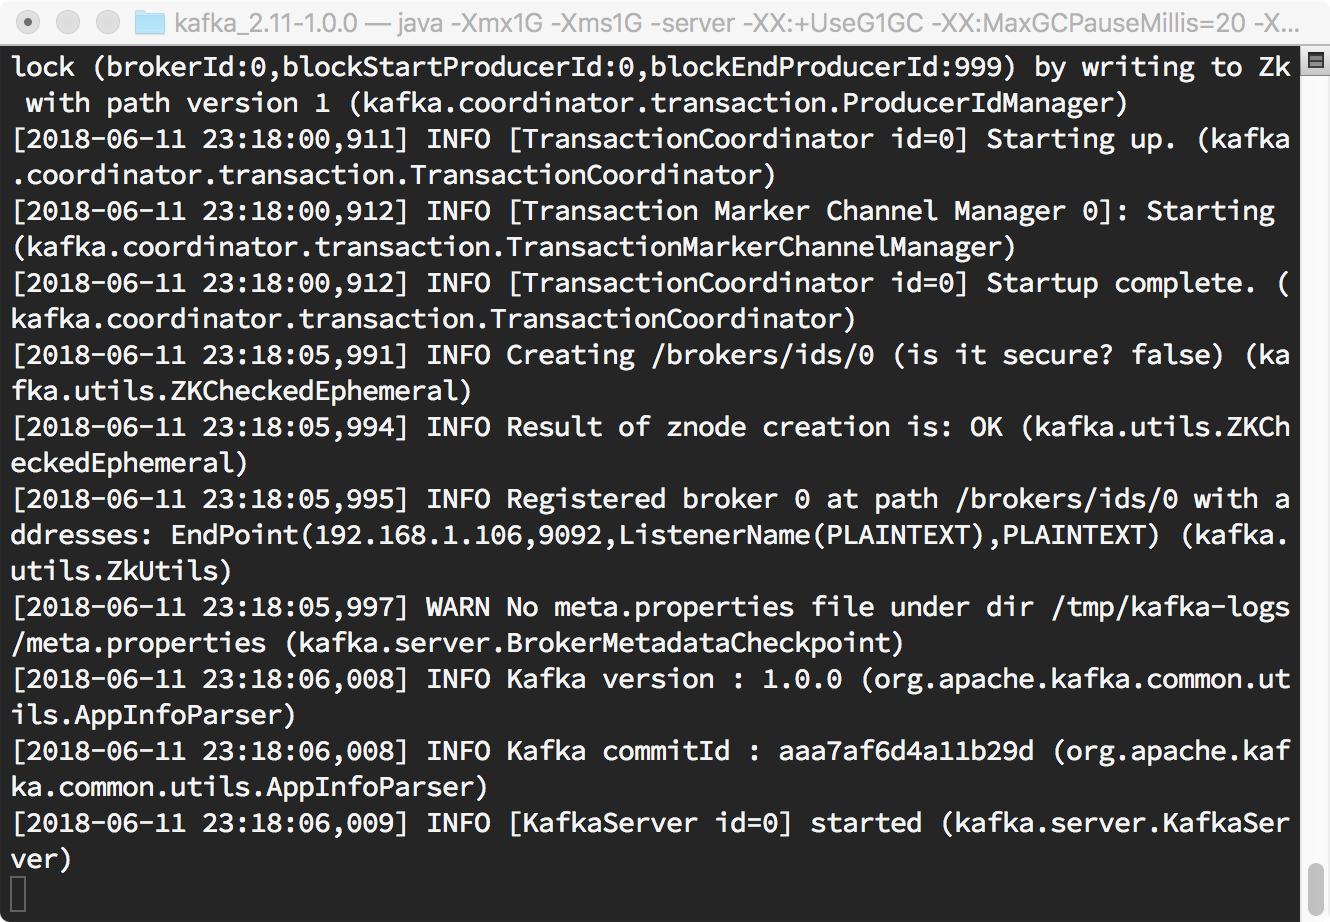 kafka_2.11-1.0.0 — java -Xmx1G -Xms1G -server -XX:+UseG1GC -XX:MaxGCPauseMillis=20 -X...
lock (brokerId:0,blockStartProducerId:0,blockEndProducerId:999) by writing to Zk
 with path version 1 (kafka.coordinator.transaction.ProducerIdManager)
[2018-06-11 23:18:00,911] INFO [TransactionCoordinator id=0] Starting up. (kafka
.coordinator.transaction.TransactionCoordinator)
[2018-06-11 23:18:00,912] INFO [Transaction Marker Channel Manager 0]: Starting
(kafka.coordinator.transaction.TransactionMarkerChannelManager)
[2018-06-11 23:18:00,912] INFO [TransactionCoordinator id=0] Startup complete. (
kafka.coordinator.transaction.TransactionCoordinator)
[2018-06-11 23:18:05,991] INFO Creating /brokers/ids/0 (is it secure? false) (ka
fka.utils.ZKCheckedEphemeral)
[2018-06-11 23:18:05,994] INFO Result of znode creation is: OK (kafka.utils.ZKCh
eckedEphemeral)
[2018-06-11 23:18:05,995] INFO Registered broker 0 at path /brokers/ids/0 with a
ddresses: EndPoint(192.168.1.106,9092,ListenerName(PLAINTEXT),PLAINTEXT) (kafka.
utils.ZkUtils)
[2018-06-11 23:18:05,997] WARN No meta.properties file under dir /tmp/kafka-logs
/meta.properties (kafka.server.BrokerMetadataCheckpoint)
[2018-06-11 23:18:06,008] INFO Kafka version : 1.0.0 (org.apache.kafka.common.ut
ils.AppInfoParser)
[2018-06-11 23:18:06,008] INFO Kafka commitId : aaa7af6d4a11b29d (org.apache.kaf
ka.common.utils.AppInfoParser)
[2018-06-11 23:18:06,009] INFO [KafkaServer id=0] started (kafka.server.KafkaSer
ver)